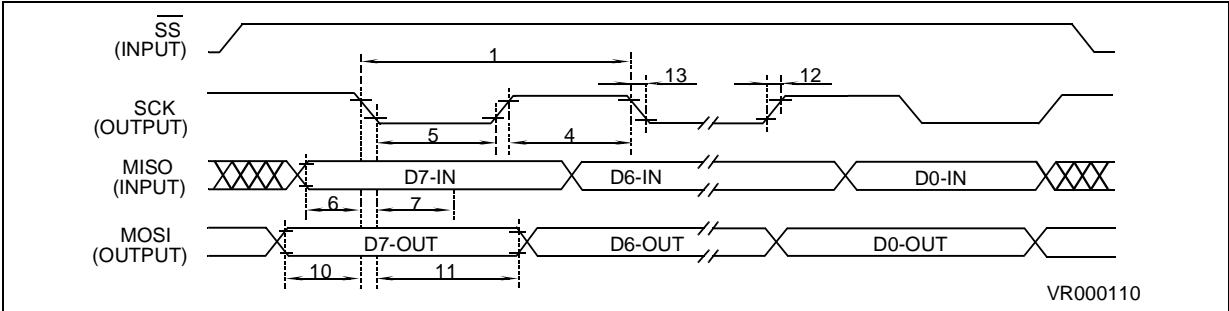 SS
(INPUT)
1
13
12
SCK
(OUTPUT)
5
4
MISO
(INPUT)
D7-IN
D6-IN
D0-IN
6
7
MOSI
(OUTPUT)
D7-OUT
D6-OUT
D0-OUT
10
11
VR000110